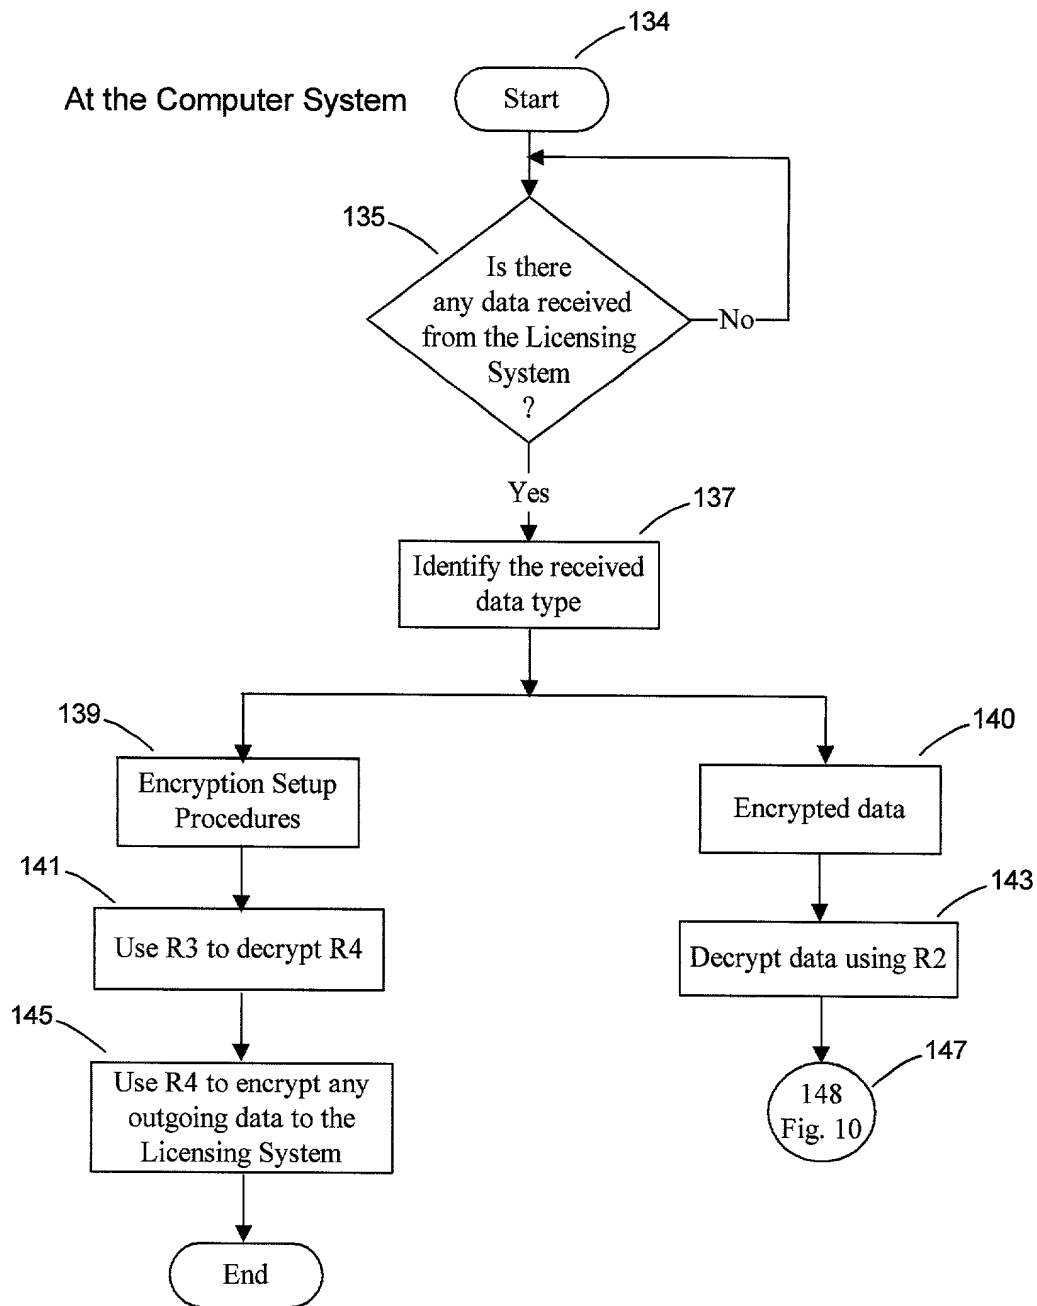 134
At the Computer System
Start
135
Is there
any data received
from the Licensing
System
?
No
Yes
137
Identify the received
data type
139
140
Encryption Setup
Procedures
Encrypted data
141
143
Use R3 to decrypt R4
Decrypt data using R2
145
147
Use R4 to encrypt any
outgoing data to the
Licensing System
148
Fig. 10
End